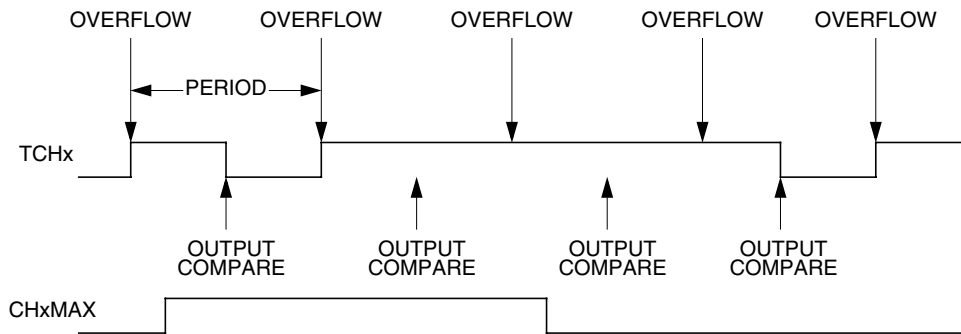 OVERFLOW OVERFLOW OVERFLOW OVERFLOW OVERFLOW
PERIOD
TCHx
OUTPUT COMPARE
OUTPUT COMPARE
OUTPUT COMPARE
OUTPUT COMPARE
CHxMAX